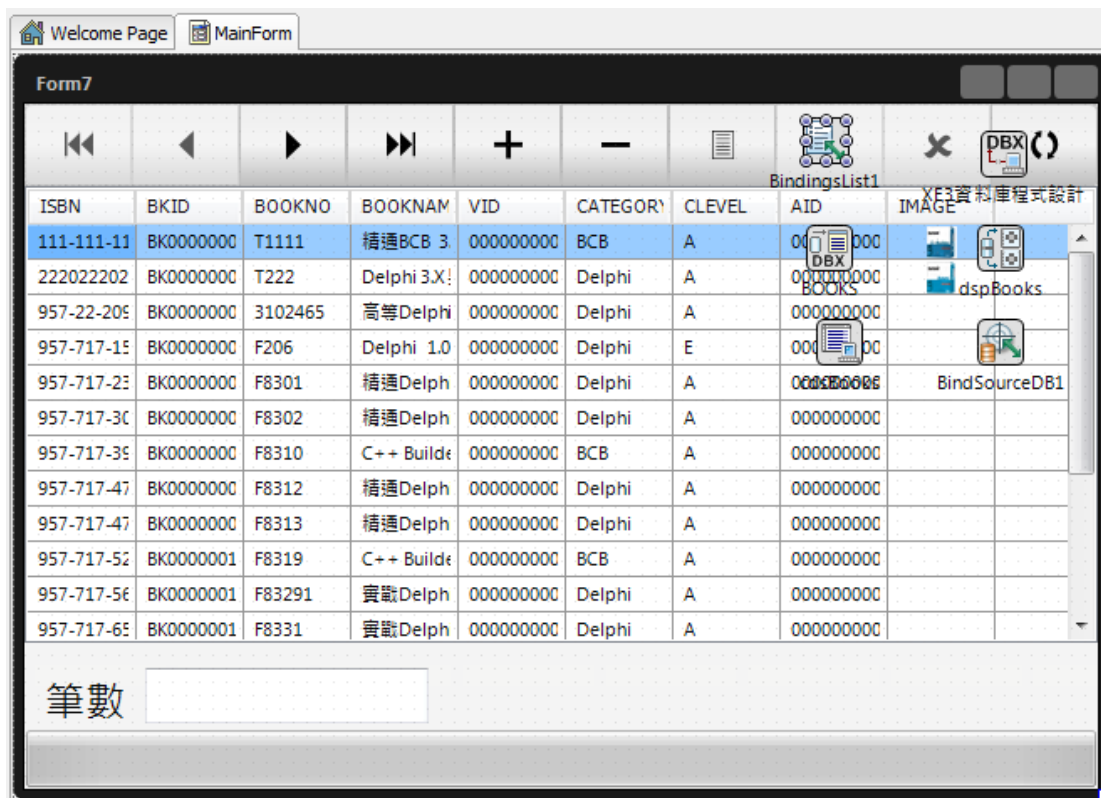 Welcome Page MainForm
Form7
DBX
BindingsList1
XE3資料庫程式設計
ISBN BKID BOOKNO BOOKNAM VID CATEGORY CLEVEL AID IMAGE
111-111-11 BK0000000 T1111 精通BCB 3. 000000000 BCB A 000
DBX
222022202 BK0000000 T222 Delphi 3.X 000000000 Delphi A 000000000
BOOKS dspBooks
957-22-209 BK0000000 3102465 高等Delphi 000000000 Delphi A 000000000
957-717-15 BK0000000 F206 Delphi 1.0 000000000 Delphi E
957-717-23 BK0000000 F8301 精通Delph 000000000 Delphi A
cdsBooks BindSourceDB1
957-717-30 BK0000000 F8302 精通Delph 000000000 Delphi A 000000000
957-717-39 BK0000000 F8310 C++ Builde 000000000 BCB A 000000000
957-717-47 BK0000000 F8312 精通Delph 000000000 Delphi A 000000000
957-717-47 BK0000000 F8313 精通Delph 000000000 Delphi A 000000000
957-717-52 BK0000001 F8319 C++ Builde 000000000 BCB A 000000000
957-717-56 BK0000001 F83291 實戰Delph 000000000 Delphi A 000000000
957-717-65 BK0000001 F8331 實戰Delph 000000000 Delphi A 000000000
筆數